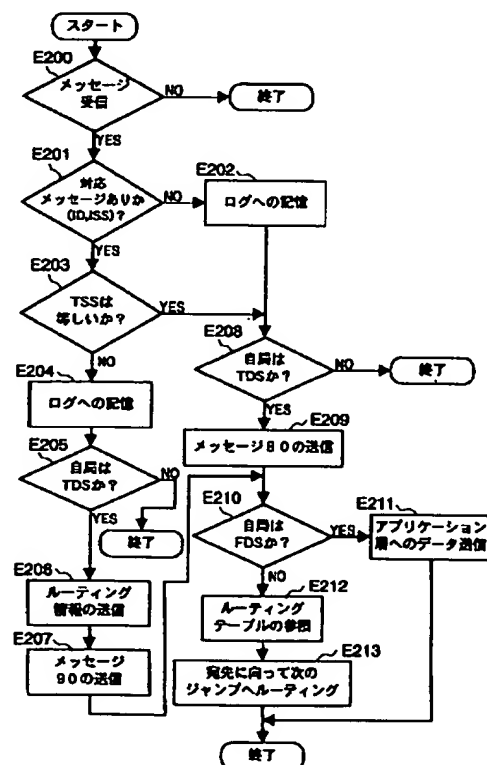 スタート
E200
メッセージ
受信
NO
終了
YES
E201
対応
メッセージありか
(ID,ISS)?
NO
E202
ログへの記憶
YES
E203
TSSは
等しいか?
YES
NO
E208
自局は
TDSか?
NO
終了
YES
E204
ログへの記憶
E209
メッセージ80の送信
E205
自局は
TDSか?
NO
終了
YES
E210
自局は
FDSか?
YES
E211
アプリケーション
層へのデータ送信
NO
E206
ルーティング
情報の送信
E212
ルーティング
テーブルの参照
E207
メッセージ
90の送信
E213
宛先に向って次の
ジャンプへルーティング
終了